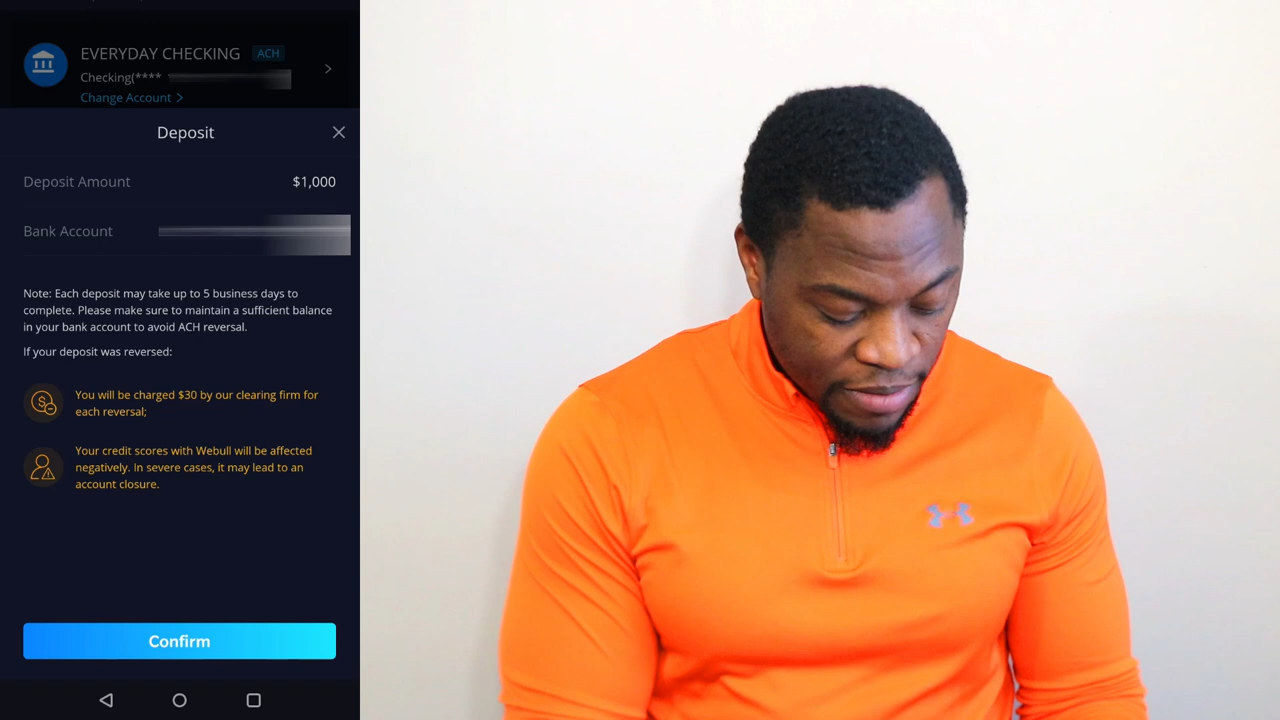 EVERYDAY CHECKING ACH
Checking(****
Change Account >
Deposit
Deposit Amount $1,000
Bank Account
Note: Each deposit may take up to 5 business days to
complete. Please make sure to maintain a sufficient balance
in your bank account to avoid ACH reversal.
If your deposit was reversed:
You will be charged $30 by our clearing firm for
each reversal;
Your credit scores with Webull will be affected
negatively. In severe cases, it may lead to an
account closure.
Confirm